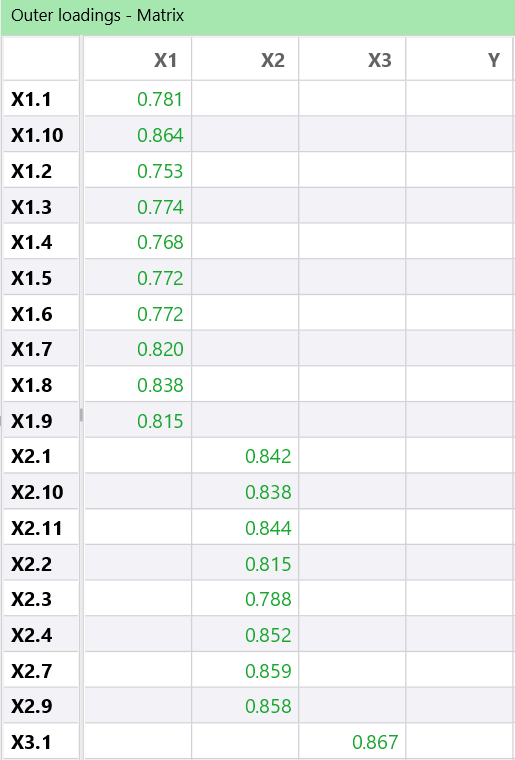 Outer loadings - Matrix
X1 X2 X3 Y
X1.1 0.781
X1.10 0.864
X1.2 0.753
X1.3 0.774
X1.4 0.768
X1.5 0.772
X1.6 0.772
X1.7 0.820
X1.8 0.838
X1.9 0.815
X2.1 0.842
X2.10 0.838
X2.11 0.844
X2.2 0.815
X2.3 0.788
X2.4 0.852
X2.7 0.859
X2.9 0.858
X3.1 0.867